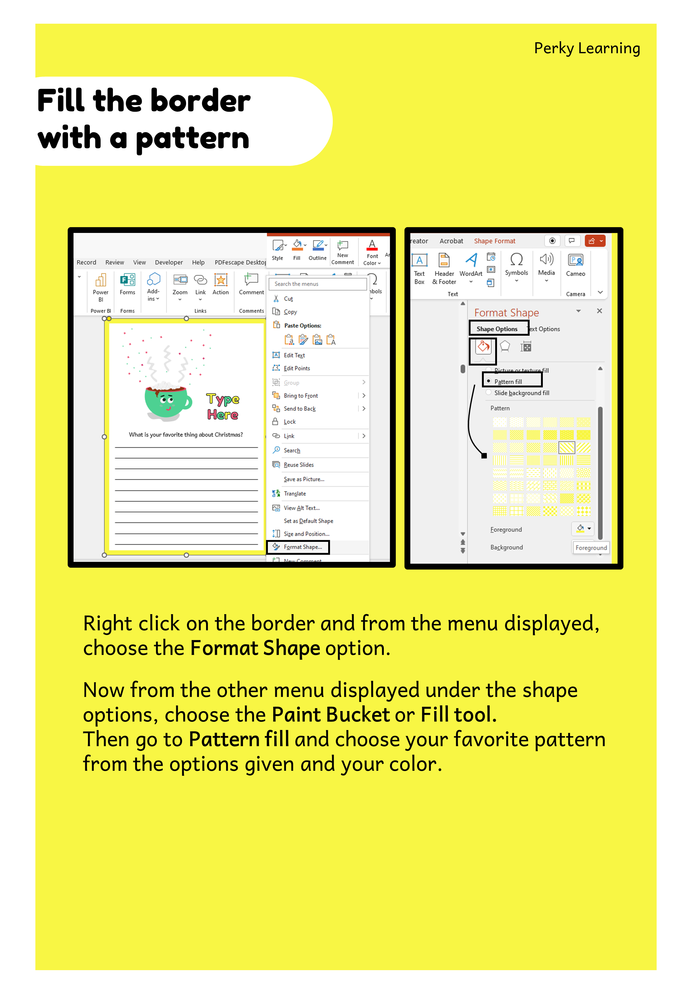 Perky Learning
Fill the border
with a pattern
Record Review View Developer Help PDFescape Desktop
Style Fill Outline New Comment Font Color
Power BI Forms Add-ins Zoom Link Action Comment
Power BI Forms Links Comments
Search the menus
Cut
Copy
Paste Options:
Edit Text
Edit Points
Group
Bring to Front
Send to Back
Lock
Link
Search
Reuse Slides
Save as Picture...
Translate
View Alt Text...
Set as Default Shape
Size and Position...
Format Shape...
New Comment
Type
Here
What is your favorite thing about Christmas?
reator Acrobat Shape Format
Text Box Header & Footer WordArt Symbols Media Cameo
Text Camera
Format Shape
Shape Options Text Options
Picture or texture fill
Pattern fill
Slide background fill
Pattern
Foreground
Background
Foreground
Right click on the border and from the menu displayed,
choose the Format Shape option.
Now from the other menu displayed under the shape
options, choose the Paint Bucket or Fill tool.
Then go to Pattern fill and choose your favorite pattern
from the options given and your color.